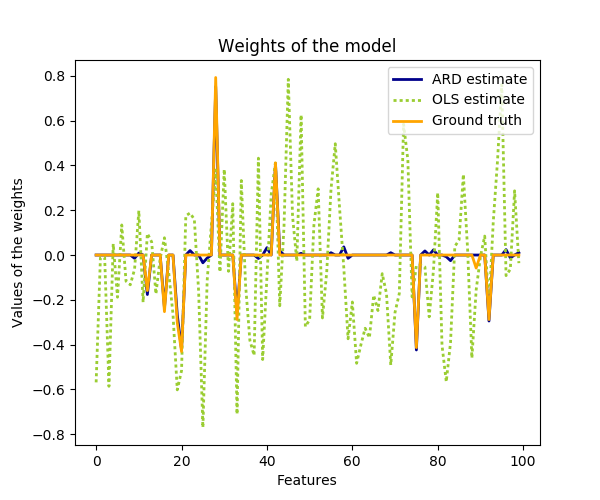 Weights of the model
ARD estimate
OLS estimate
Ground truth
Values of the weights
0.8
0.6
0.4
0.2
0.0
−0.2
−0.4
−0.6
−0.8
0 20 40 60 80 100
Features